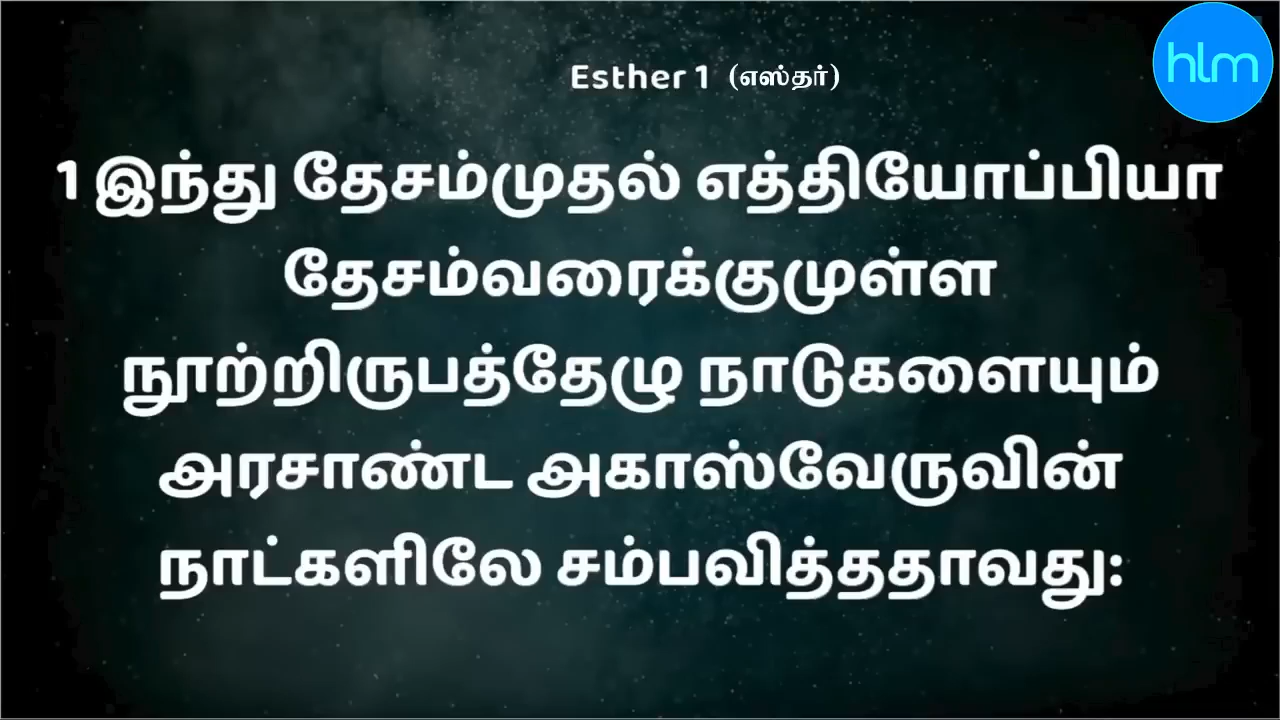 Esther 1 (எஸ்தர்)
hlm
1 இந்து தேசம்முதல் எத்தியோப்பியா
தேசம்வரைக்குமுள்ள
நூற்றிருபத்தேழு நாடுகளையும்
அரசாண்ட அகாஸ்வேருவின்
நாட்களிலே சம்பவித்ததாவது: